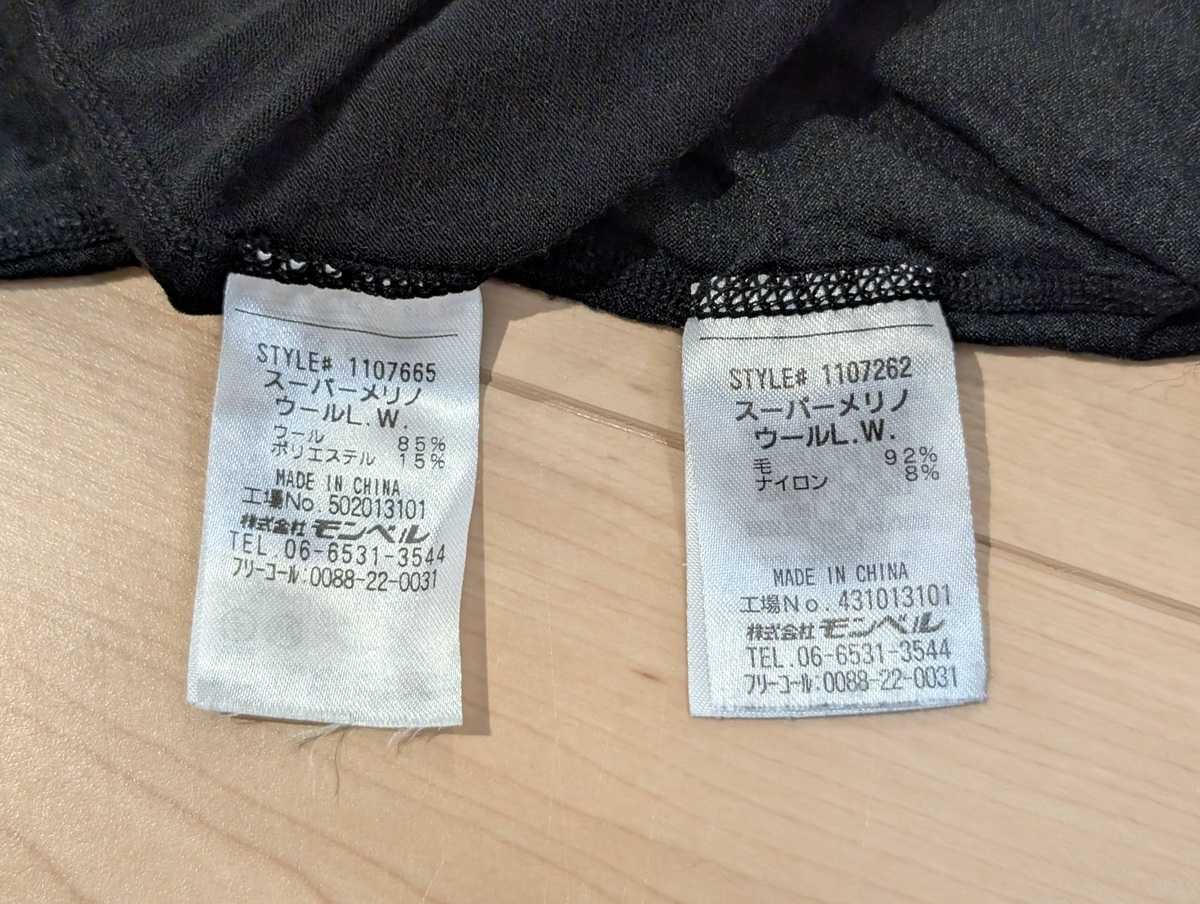 STYLE# 1107665
スーパーメリノ
ウールL.W.
ウール 85%
ポリエステル 15%
MADE IN CHINA
工場No.502013101
株式会社モンベル
TEL.06-6531-3544
フリーコール:0088-22-0031
STYLE# 1107262
スーパーメリノ
ウールL.W.
毛 92%
ナイロン 8%
MADE IN CHINA
工場No.431013101
株式会社モンベル
TEL.06-6531-3544
フリーコール:0088-22-0031